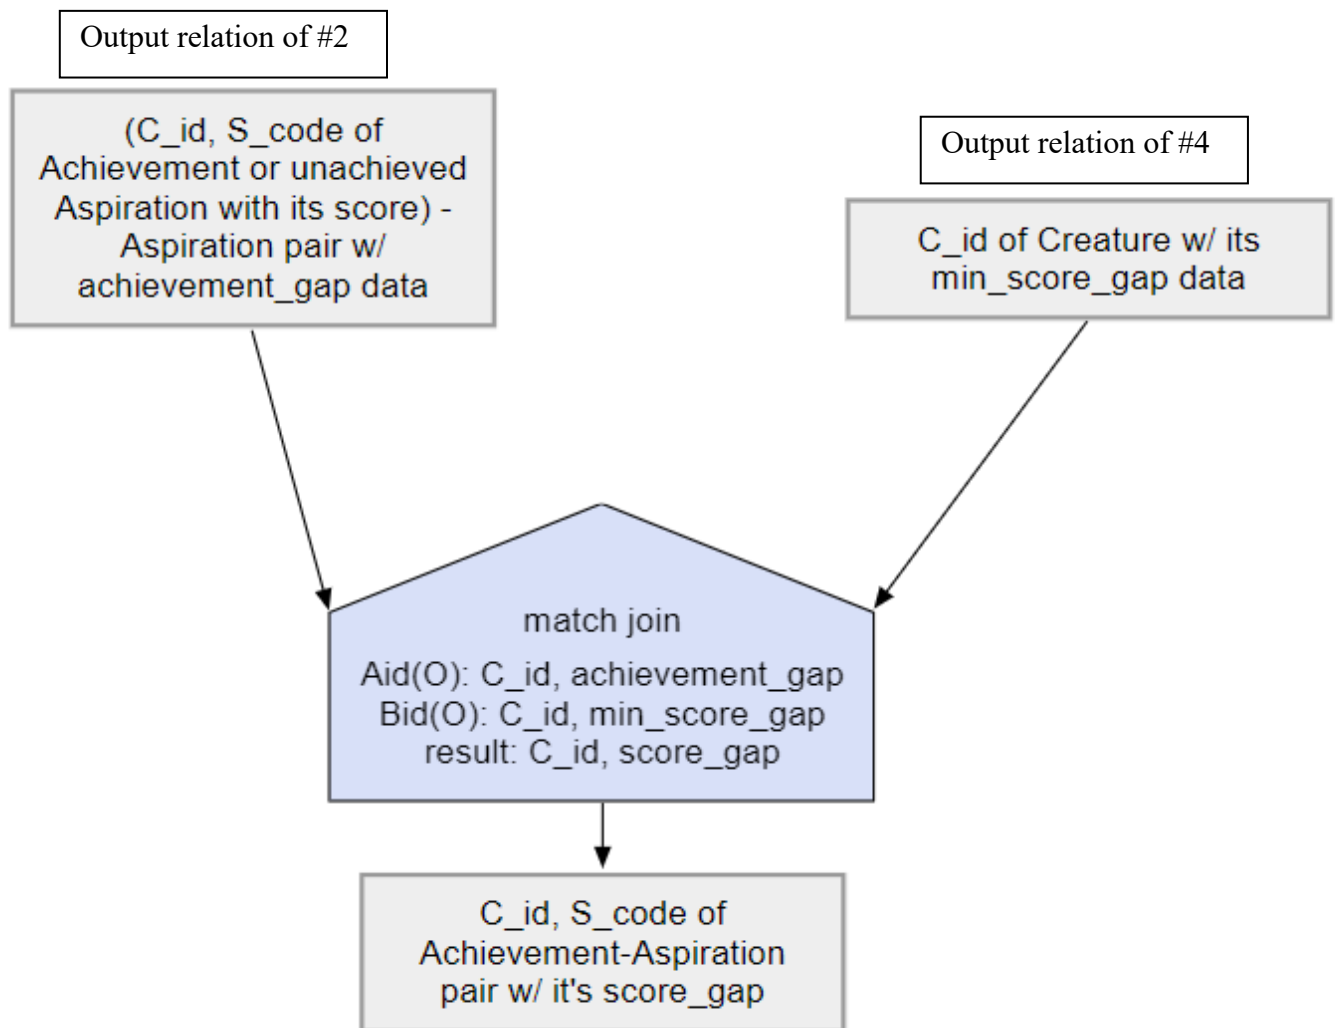 Output relation of #2
(C_id, S_code of
Achievement or unachieved
Aspiration with its score) -
Aspiration pair w/
achievement_gap data
Output relation of #4
C_id of Creature w/ its
min_score_gap data
match join
Aid(O): C_id, achievement_gap
Bid(O): C_id, min_score_gap
result: C_id, score_gap
C_id, S_code of
Achievement-Aspiration
pair w/ it's score_gap